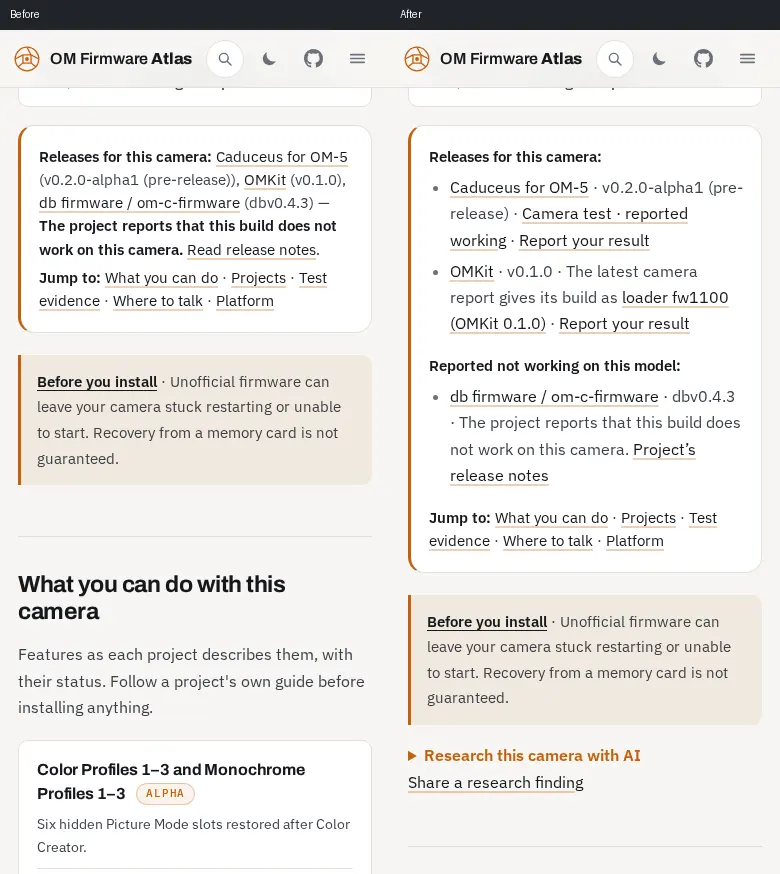 Before
OM Firmware Atlas
Releases for this camera: Caduceus for OM-5
(v0.2.0-alpha1 (pre-release)), OMKit (v0.1.0),
db firmware / om-c-firmware (dbv0.4.3) —
The project reports that this build does not
work on this camera. Read release notes.
Jump to: What you can do · Projects · Test
evidence · Where to talk · Platform
Before you install · Unofficial firmware can
leave your camera stuck restarting or unable
to start. Recovery from a memory card is not
guaranteed.
What you can do with this
camera
Features as each project describes them, with
their status. Follow a project's own guide before
installing anything.
Color Profiles 1–3 and Monochrome
Profiles 1–3 ALPHA
Six hidden Picture Mode slots restored after Color
Creator.
After
OM Firmware Atlas
Releases for this camera:
• Caduceus for OM-5 · v0.2.0-alpha1 (pre-
release) · Camera test · reported
working · Report your result
• OMKit · v0.1.0 · The latest camera
report gives its build as loader fw1100
(OMKit 0.1.0) · Report your result
Reported not working on this model:
• db firmware / om-c-firmware · dbv0.4.3
· The project reports that this build does
not work on this camera. Project’s
release notes
Jump to: What you can do · Projects · Test
evidence · Where to talk · Platform
Before you install · Unofficial firmware can
leave your camera stuck restarting or unable
to start. Recovery from a memory card is not
guaranteed.
Research this camera with AI
Share a research finding